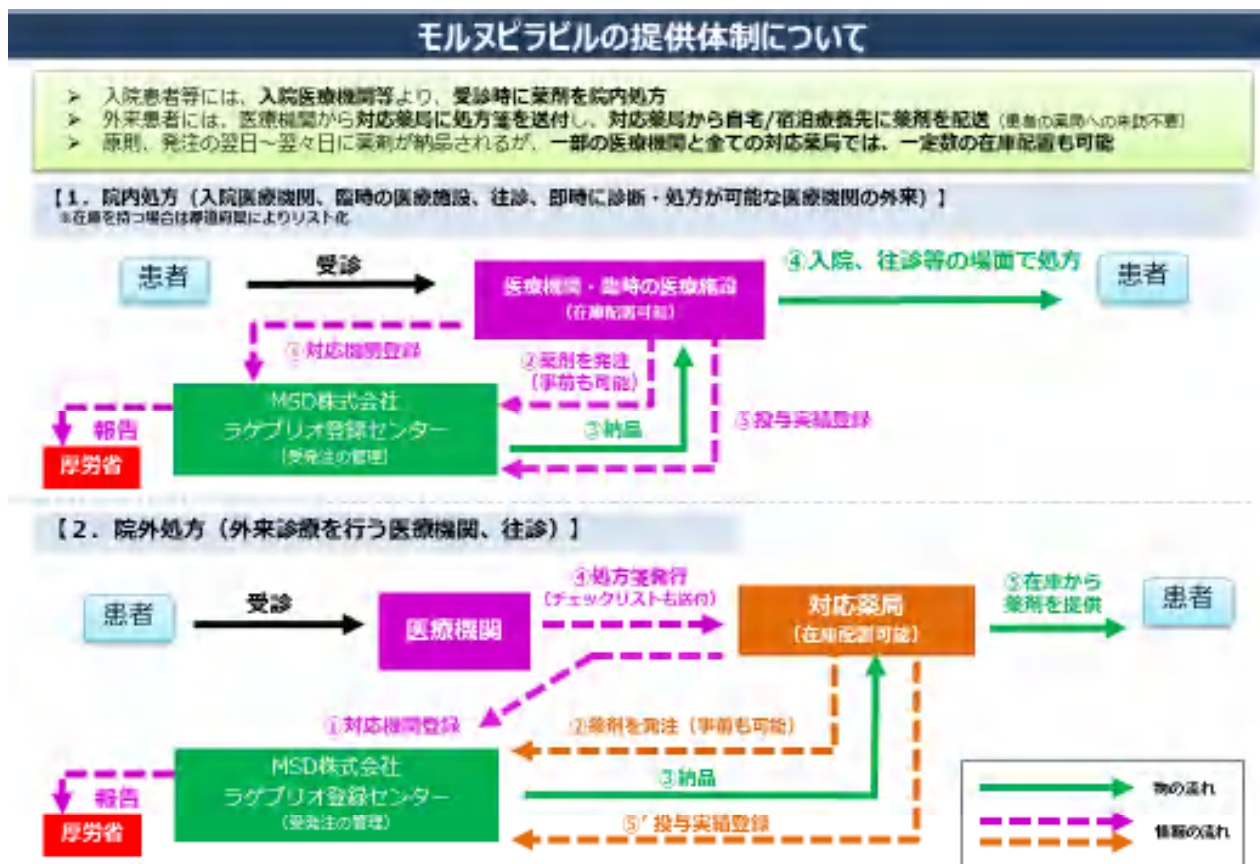 モルヌピラビルの提供体制について
➤ 入院患者等には、入院医療機関等より、受診時に薬剤を院内処方
➤ 外来患者には、医療機関から対応薬局に処方箋を送付し、対応薬局から自宅/宿泊療養先に薬剤を配送（患者の薬局への来訪不要）
➤ 原則、発注の翌日～翌々日に薬剤が納品されるが、一部の医療機関と全ての対応薬局では、一定数の在庫配置も可能
【１．院内処方（入院医療機関、臨時の医療施設、往診、即時に診断・処方が可能な医療機関の外来）】
※在庫を持つ場合は都道府県によりリスト化
患者
受診
医療機関・臨時の医療施設
（在庫配置可能）
④入院、往診等の場面で処方
患者
①対応機関登録
②薬剤を発注
（事前も可能）
MSD株式会社
ラゲブリオ登録センター
（受発注の管理）
③納品
⑤投与実績登録
報告
厚労省
【２．院外処方（外来診療を行う医療機関、往診）】
患者
受診
医療機関
④処方箋発行
（チェックリストも送付）
対応薬局
（在庫配置可能）
⑤在庫から
薬剤を提供
患者
①対応機関登録
②薬剤を発注（事前も可能）
MSD株式会社
ラゲブリオ登録センター
（受発注の管理）
③納品
⑤’投与実績登録
報告
厚労省
物の流れ
情報の流れ